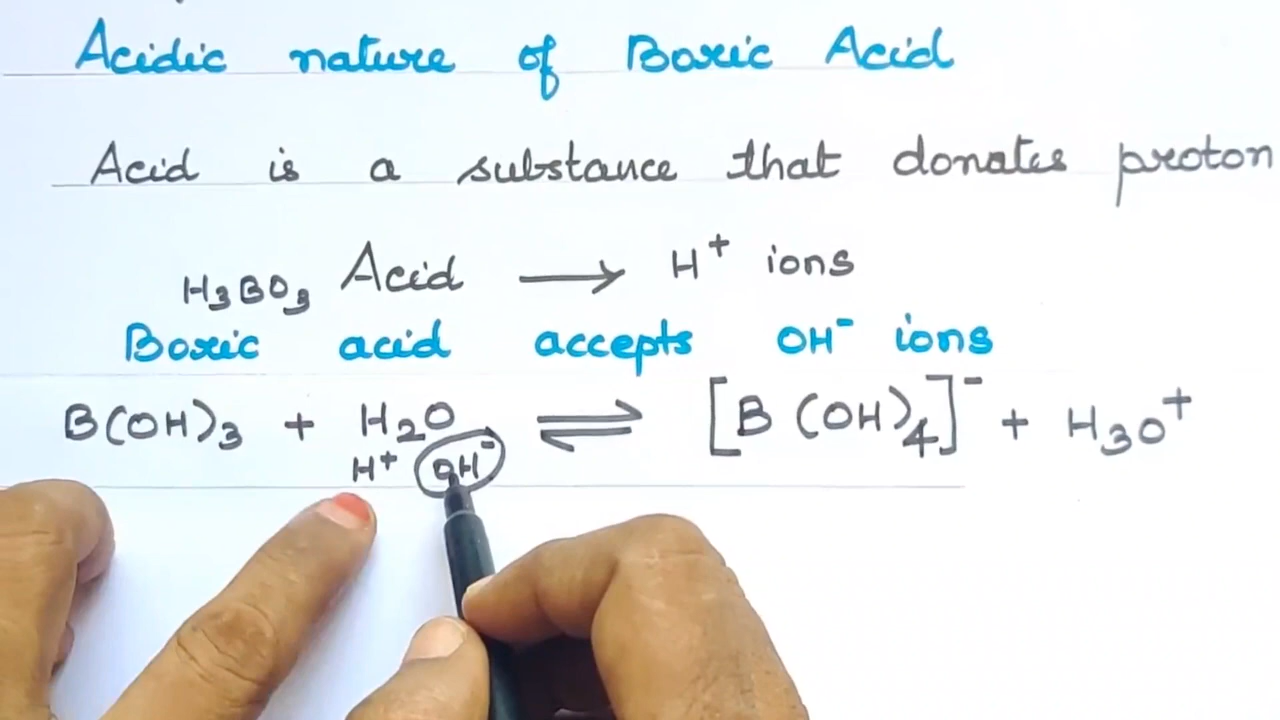 Acidic nature of Boric Acid
Acid is a substance that donates proton
H₃BO₃ Acid ⟶ H⁺ ions
Boric acid accepts OH⁻ ions
B(OH)₃ + H₂O ⇌ [B(OH)₄]⁻ + H₃O⁺
H⁺ OH⁻